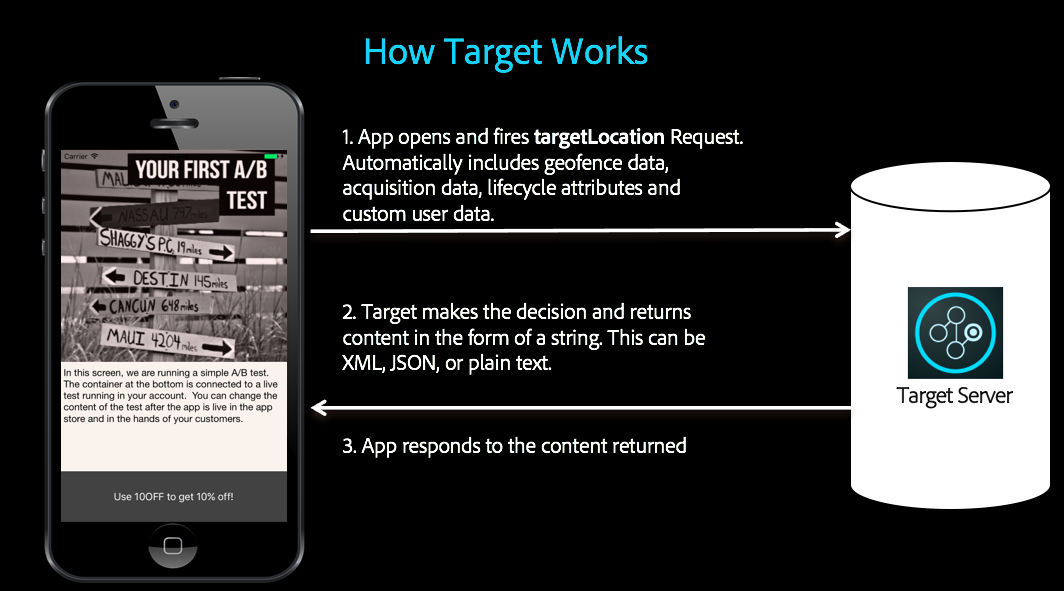 How Target Works
1. App opens and fires targetLocation Request.
Automatically includes geofence data,
acquisition data, lifecycle attributes and
custom user data.
2. Target makes the decision and returns
content in the form of a string. This can be
XML, JSON, or plain text.
3. App responds to the content returned
Target Server
Carrier
YOUR FIRST A/B
TEST
MAU
NASSAU 747 miles
SHAGGY'S P.C. 19 miles
DESTIN 145 miles
CANCUN 648 miles
MAUI 4204 miles
In this screen, we are running a simple A/B test.
The container at the bottom is connected to a live
test running in your account. You can change the
content of the test after the app is live in the app
store and in the hands of your customers.
Use 10OFF to get 10% off!